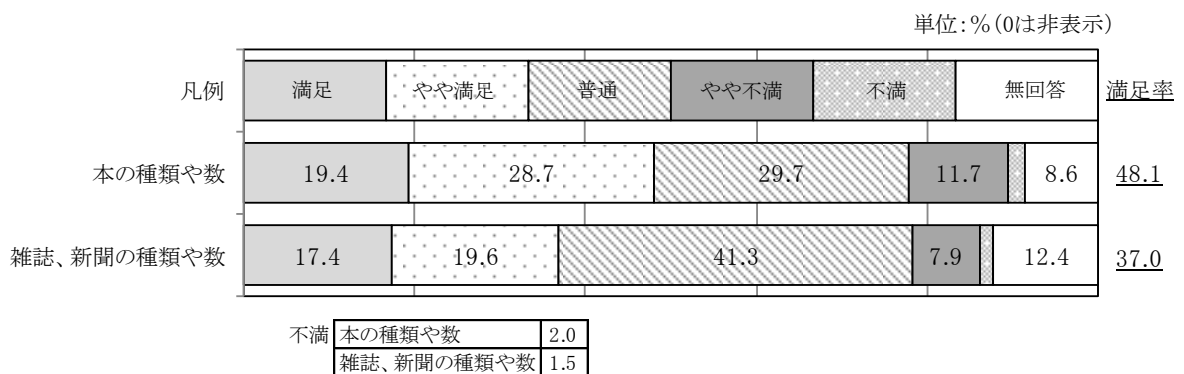 単位:%(0は非表示)
凡例 満足 やや満足 普通 やや不満 不満 無回答 満足率
本の種類や数 19.4 28.7 29.7 11.7 8.6 48.1
雑誌、新聞の種類や数 17.4 19.6 41.3 7.9 12.4 37.0
不満 本の種類や数 2.0
雑誌、新聞の種類や数 1.5